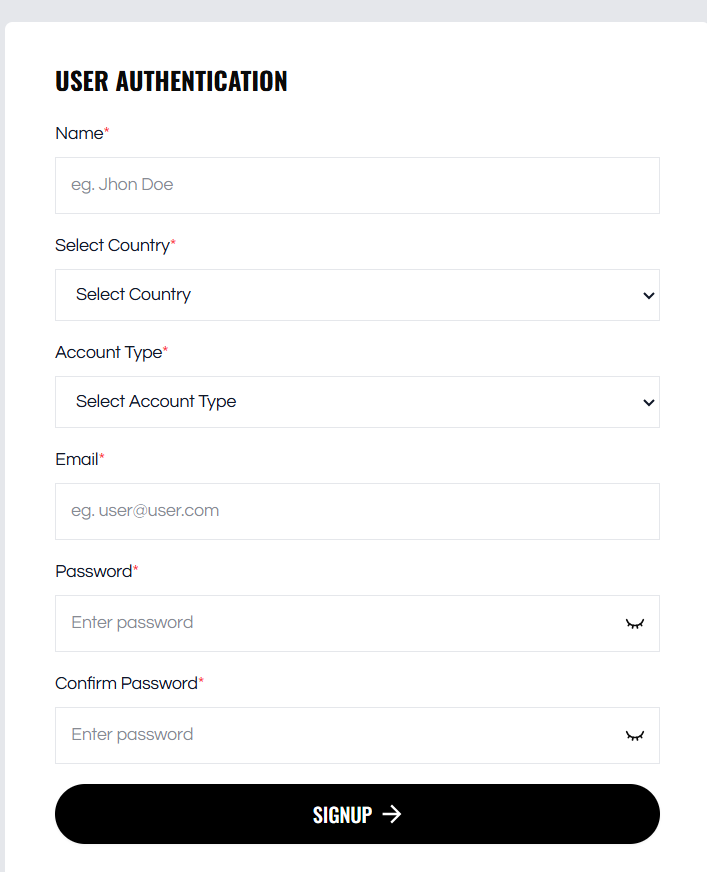 USER AUTHENTICATION
Name*
eg. Jhon Doe
Select Country*
Select Country
Account Type*
Select Account Type
Email*
eg. user@user.com
Password*
Enter password
Confirm Password*
Enter password
SIGNUP →